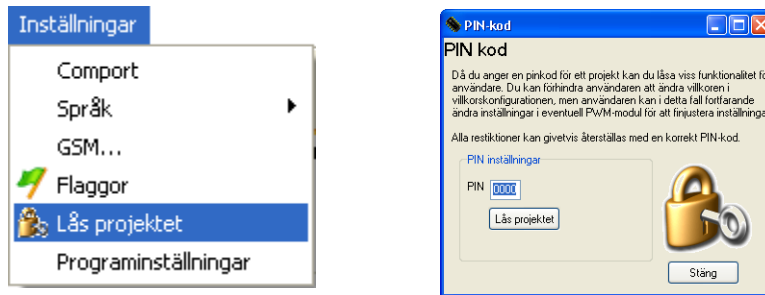 Inställningar
Comport
Språk
GSM...
Flaggor
Lås projektet
Programinställningar
PIN-kod
PIN kod
Då du anger en pinkod för ett projekt kan du låsa viss funktionalitet
användare. Du kan förhindra användaren att ändra villkoren i
villkorskonfigurationen, men användaren kan i detta fall fortfarande
ändra inställningar i eventuell PWM-modul för att finjustera
Alla restiktioner kan givetvis återställas med en korrekt PIN-kod.
PIN inställningar
PIN 0000
Lås projektet
Stäng